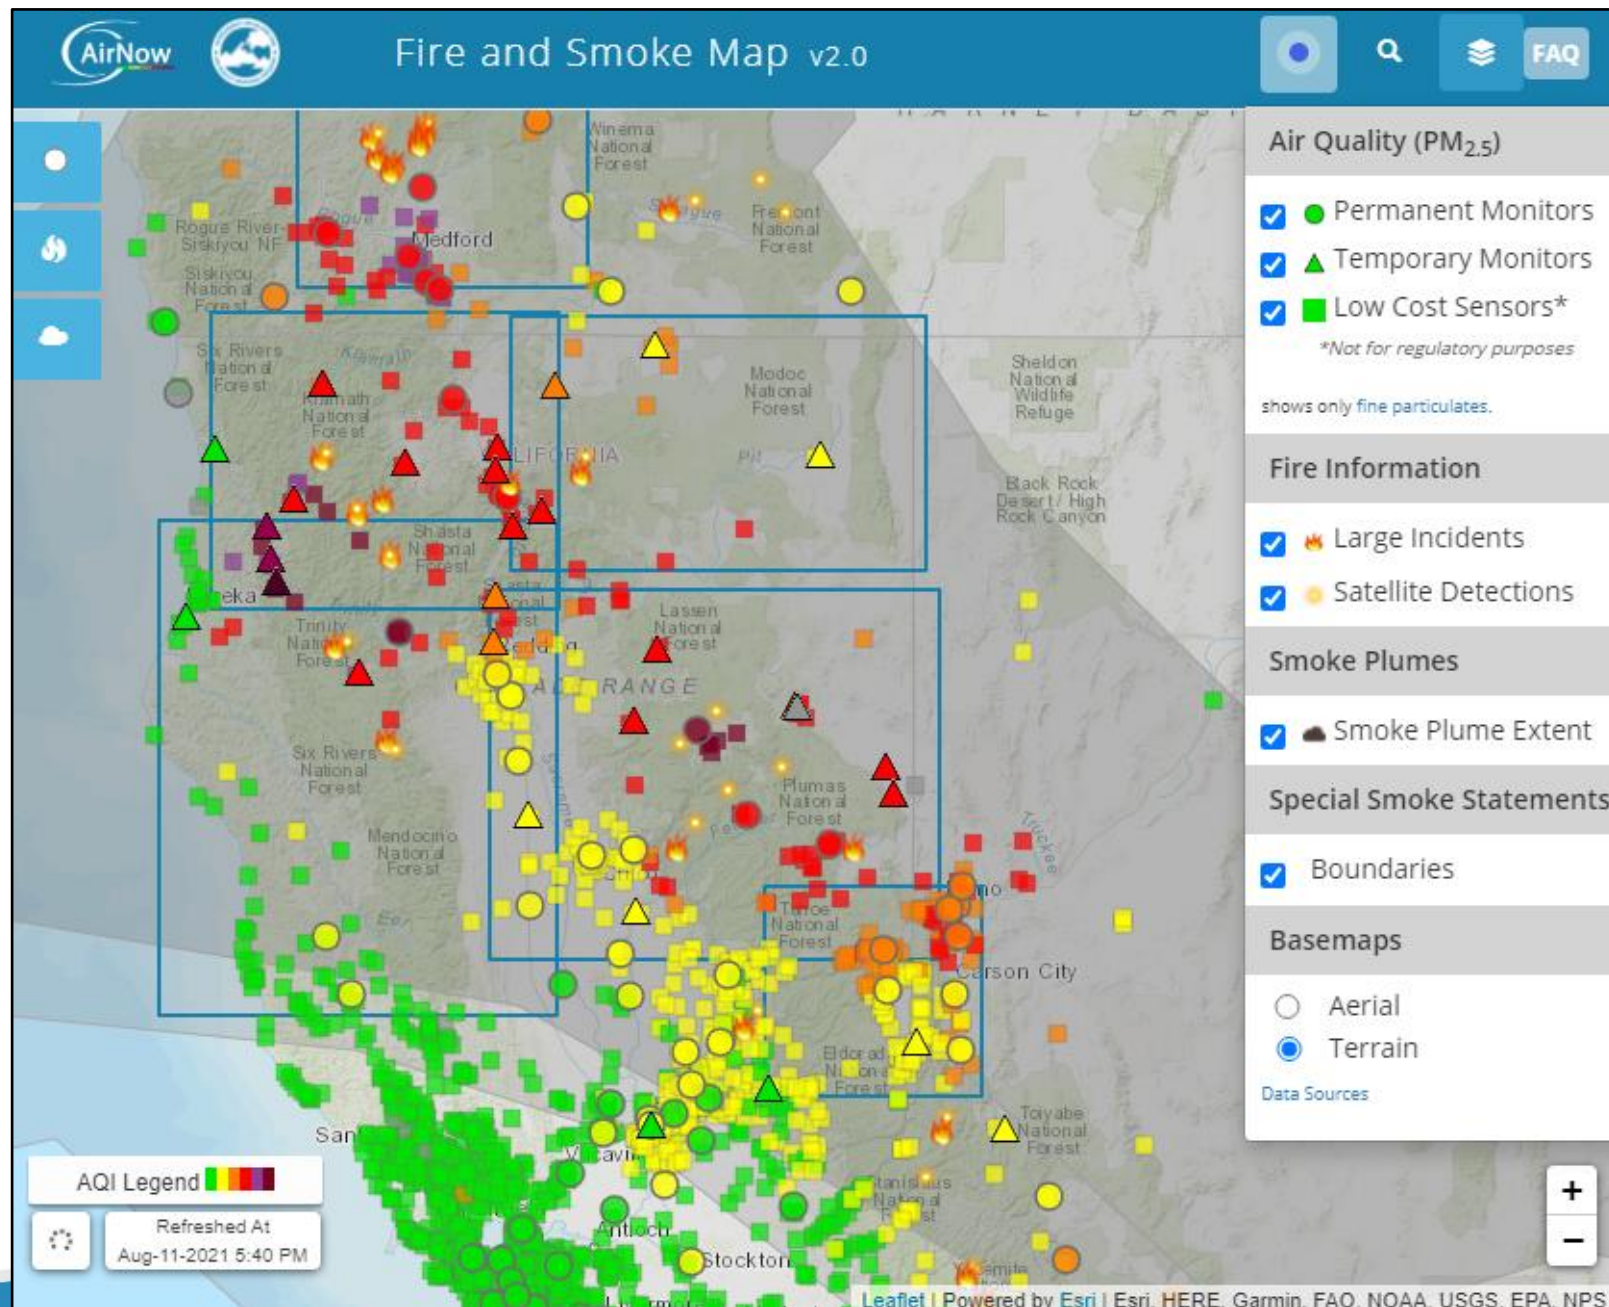 AirNow
Fire and Smoke Map v2.0
FAQ
Air Quality (PM2.5)
Permanent Monitors
Temporary Monitors
Low Cost Sensors*
*Not for regulatory purposes
shows only fine particulates.
Fire Information
Large Incidents
Satellite Detections
Smoke Plumes
Smoke Plume Extent
Special Smoke Statements
Boundaries
Basemaps
Aerial
Terrain
Data Sources
Winema
National
Forest
Rogue River-
Siskiyou NF
Rogue
Medford
Fremont
National
Forest
Siskiyou
National
Forest
Six Rivers
National
Forest
Klamath
Klamath
National
Forest
Modoc
National
Forest
Sheldon
National
Wildlife
Refuge
Pit
Black Rock
Desert / High
Rock Canyon
Shasta
National
Forest
Trinity
National
Forest
Lassen
National
Forest
RANGE
Six Rivers
National
Forest
Plumas
National
Forest
Truckee
Mendocino
National
Forest
Eel
Tahoe
National
Forest
Carson City
Eldorado
National
Forest
Toiyabe
National
Forest
San
Antioch
Stockton
AQI Legend
Refreshed At
Aug-11-2021 5:40 PM
+
−
Leaflet | Powered by Esri | Esri, HERE, Garmin, FAO, NOAA, USGS, EPA, NPS